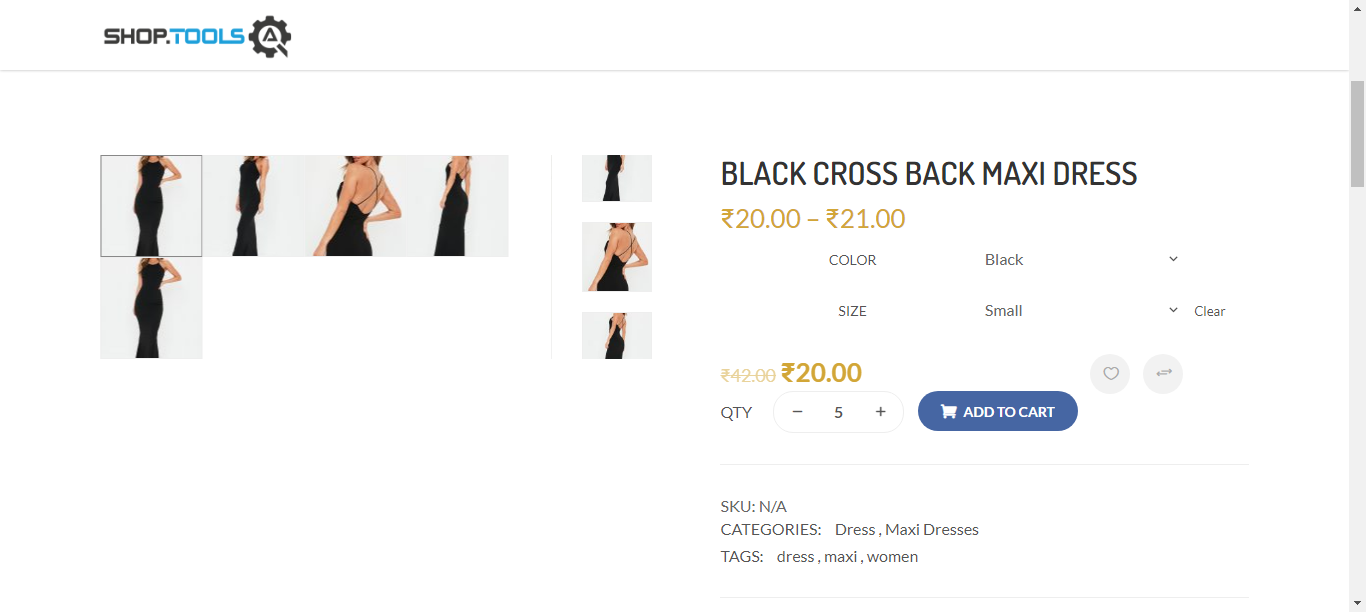 SHOP.TOOLS
BLACK CROSS BACK MAXI DRESS
₹20.00 – ₹21.00
COLOR Black
SIZE Small Clear
₹42.00 ₹20.00
QTY − 5 + ADD TO CART
SKU: N/A
CATEGORIES: Dress , Maxi Dresses
TAGS: dress , maxi , women